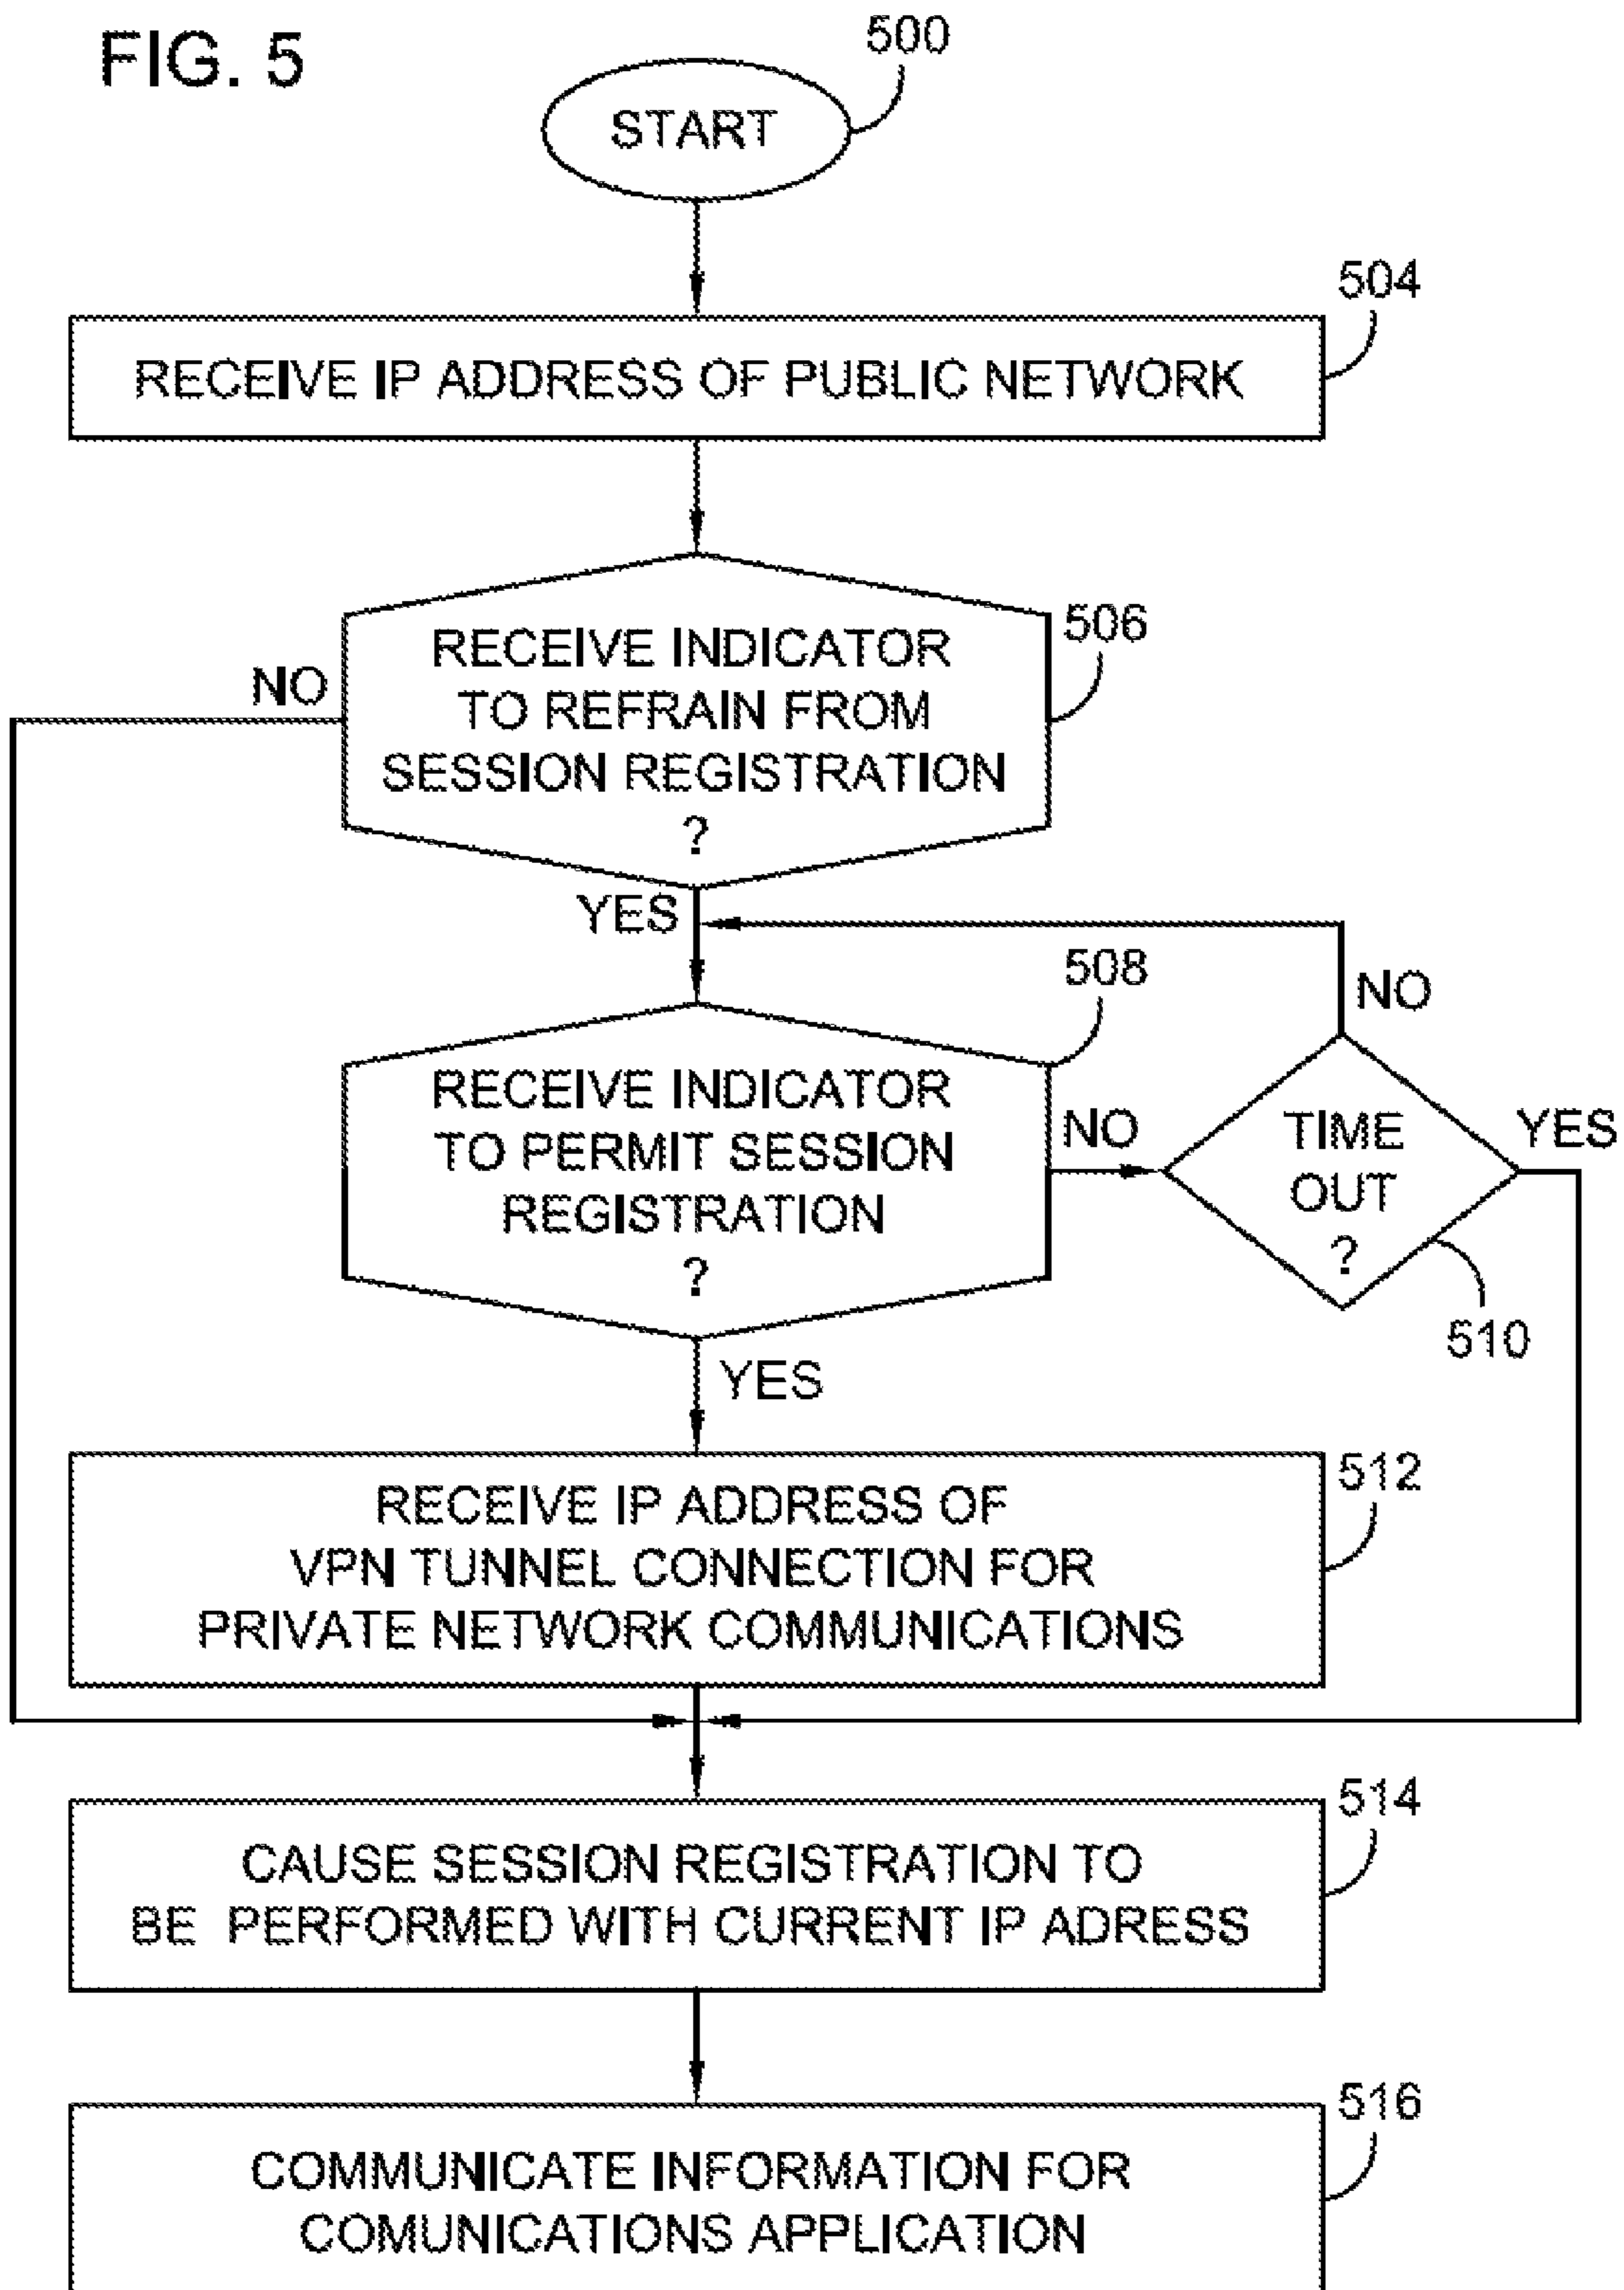 FIG. 5
500
START
504
RECEIVE IP ADDRESS OF PUBLIC NETWORK
506
RECEIVE INDICATOR
TO REFRAIN FROM
SESSION REGISTRATION
?
NO
YES
508
RECEIVE INDICATOR
TO PERMIT SESSION
REGISTRATION
?
NO
NO
TIME
OUT
?
YES
510
YES
512
RECEIVE IP ADDRESS OF
VPN TUNNEL CONNECTION FOR
PRIVATE NETWORK COMMUNICATIONS
514
CAUSE SESSION REGISTRATION TO
BE PERFORMED WITH CURRENT IP ADRESS
516
COMMUNICATE INFORMATION FOR
COMUNICATIONS APPLICATION